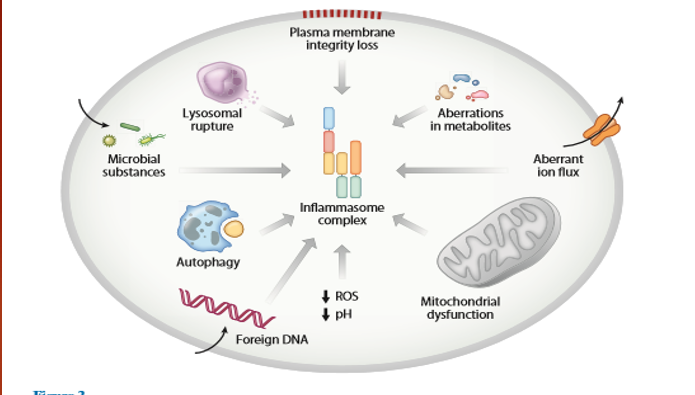 Plasma membrane
integrity loss
Lysosomal
rupture
Aberrations
in metabolites
Microbial
substances
Aberrant
ion flux
Inflammasome
complex
Autophagy
ROS
pH
Mitochondrial
dysfunction
Foreign DNA